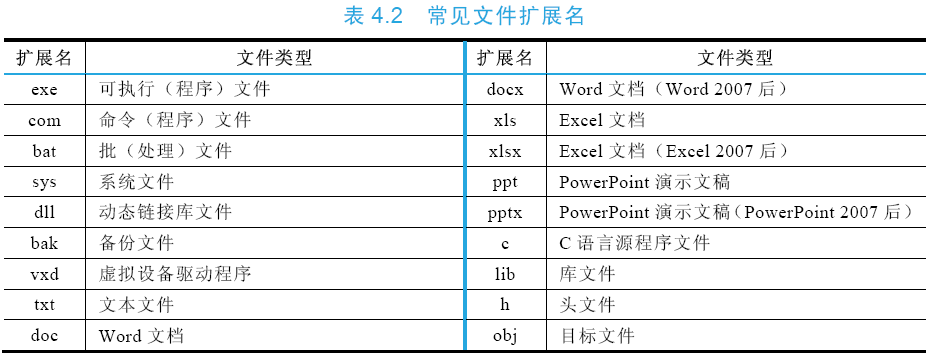 表 4.2 常见文件扩展名
扩展名 文件类型 扩展名 文件类型
exe 可执行（程序）文件 docx Word 文档（Word 2007 后）
com 命令（程序）文件 xls Excel 文档
bat 批（处理）文件 xlsx Excel 文档（Excel 2007 后）
sys 系统文件 ppt PowerPoint 演示文稿
dll 动态链接库文件 pptx PowerPoint 演示文稿（PowerPoint 2007 后）
bak 备份文件 c C 语言源程序文件
vxd 虚拟设备驱动程序 lib 库文件
txt 文本文件 h 头文件
doc Word 文档 obj 目标文件